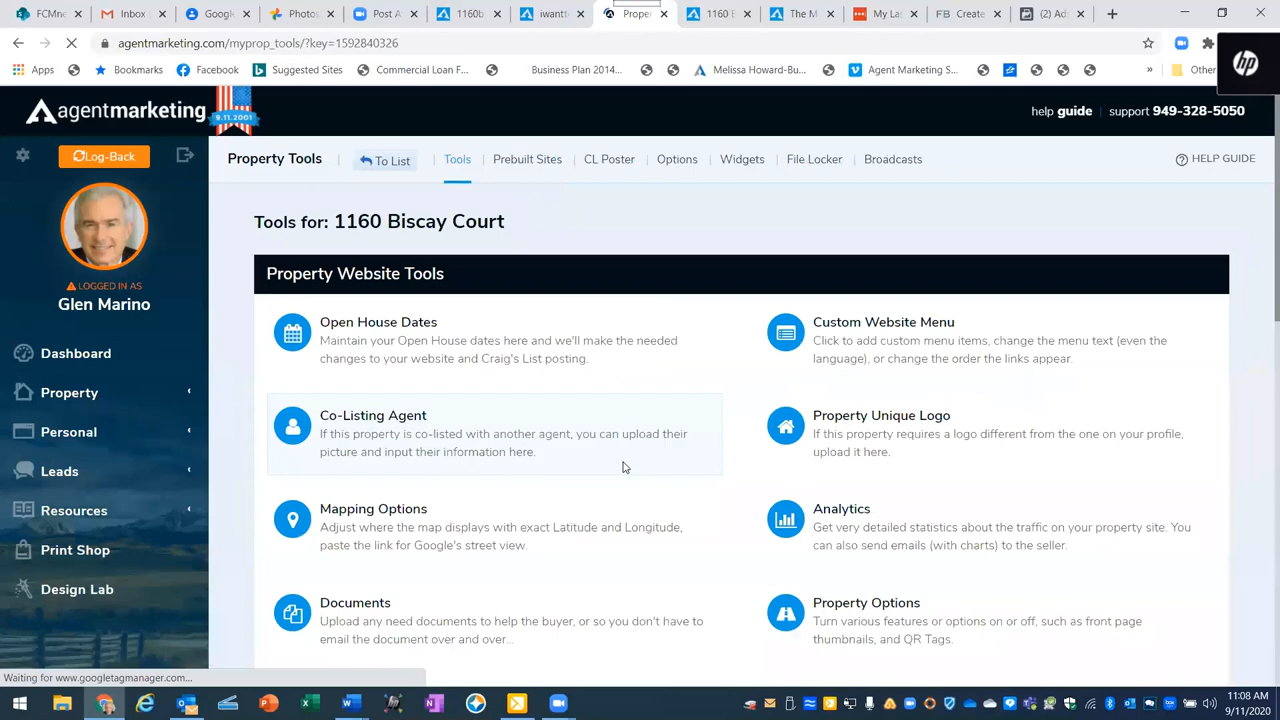 FCMne
Inbox
Google
Photos
Post A
1160b
iwantt
Prope
1160 B
The M
My Las
Create
(2) Ad
agentmarketing.com/myprop_tools/?key=1592840326
Apps
Bookmarks
Facebook
Suggested Sites
Commercial Loan F...
Business Plan 2014...
Melissa Howard-Bu...
Agent Marketing S...
»
Other
hp
agentmarketing
9.11.2001
help guide | support 949-328-5050
Log-Back
Property Tools
To List
Tools
Prebuilt Sites
CL Poster
Options
Widgets
File Locker
Broadcasts
HELP GUIDE
LOGGED IN AS
Glen Marino
Dashboard
Property
Personal
Leads
Resources
Print Shop
Design Lab
Tools for: 1160 Biscay Court
Property Website Tools
Open House Dates
Maintain your Open House dates here and we'll make the needed
changes to your website and Craig's List posting.
Custom Website Menu
Click to add custom menu items, change the menu text (even the
language), or change the order the links appear.
Co-Listing Agent
If this property is co-listed with another agent, you can upload their
picture and input their information here.
Property Unique Logo
If this property requires a logo different from the one on your profile,
upload it here.
Mapping Options
Adjust where the map displays with exact Latitude and Longitude,
paste the link for Google's street view.
Analytics
Get very detailed statistics about the traffic on your property site. You
can also send emails (with charts) to the seller.
Documents
Upload any need documents to help the buyer, or so you don't have to
email the document over and over...
Property Options
Turn various features or options on or off, such as front page
thumbnails, and QR Tags.
Waiting for www.googletagmanager.com...
11:08 AM
9/11/2020